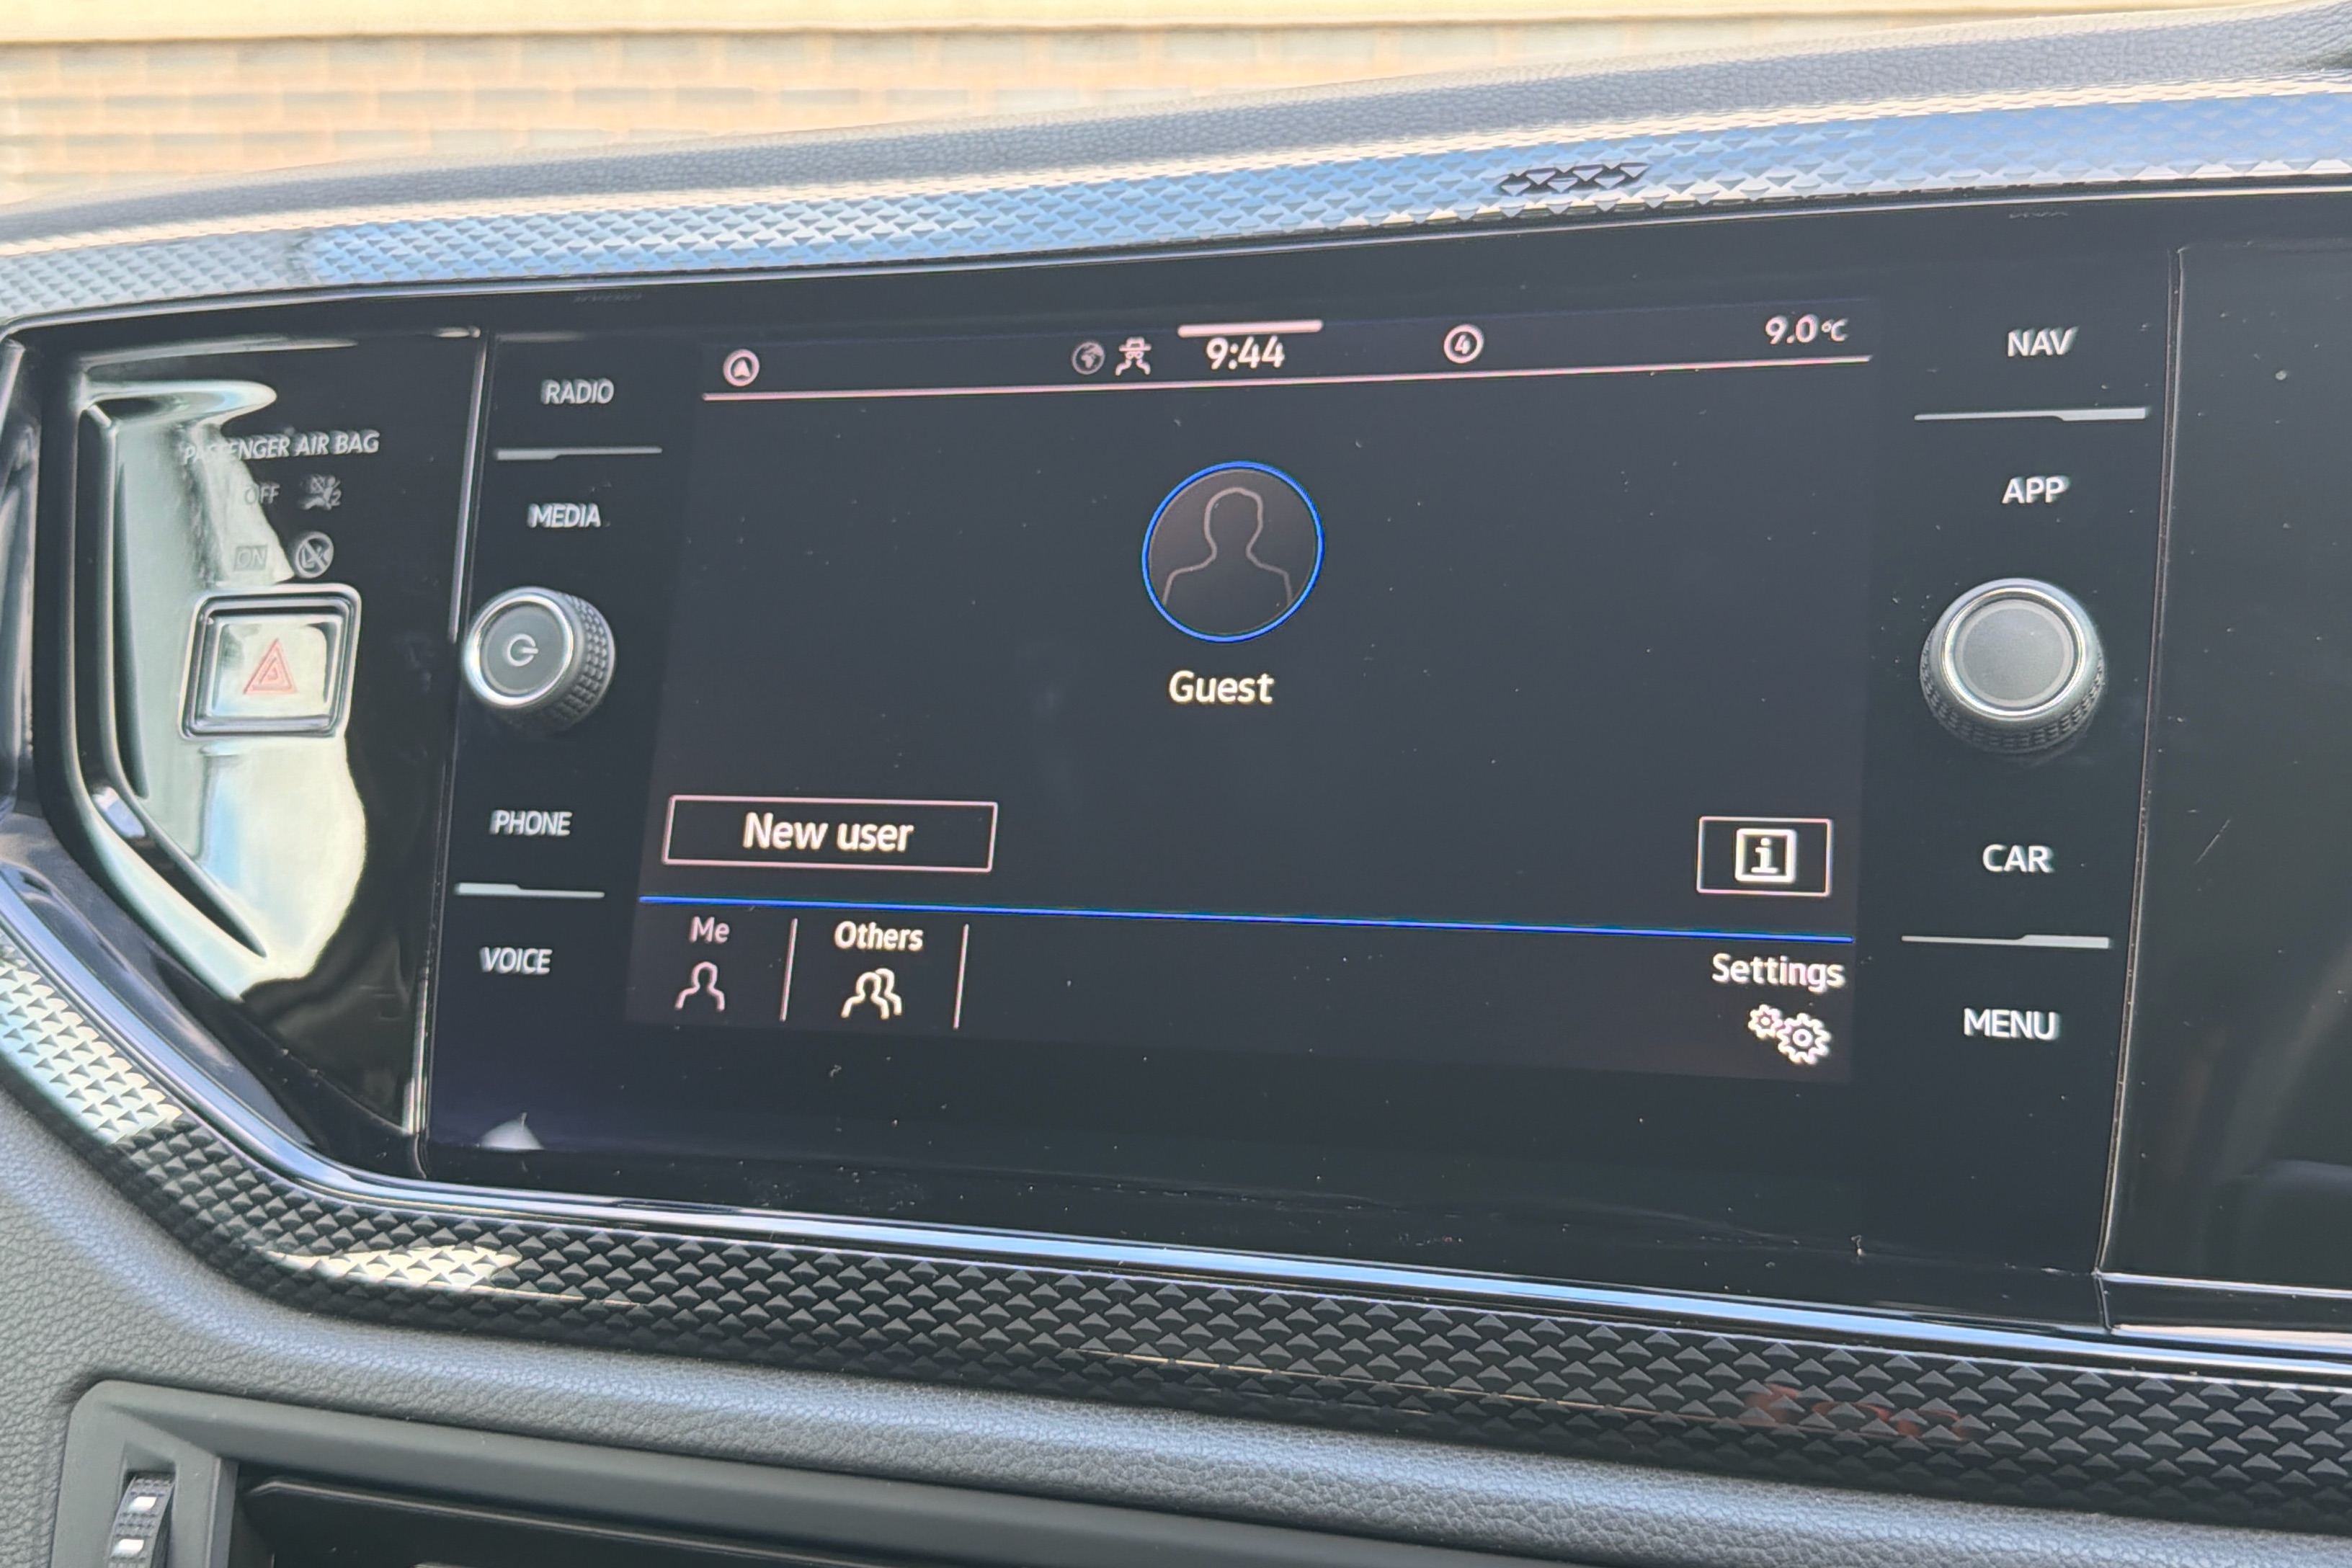 PASSENGER AIR BAG
OFF
ON
RADIO
MEDIA
PHONE
VOICE
9:44
4
9.0°C
Guest
New user
i
Me
Others
Settings
NAV
APP
CAR
MENU